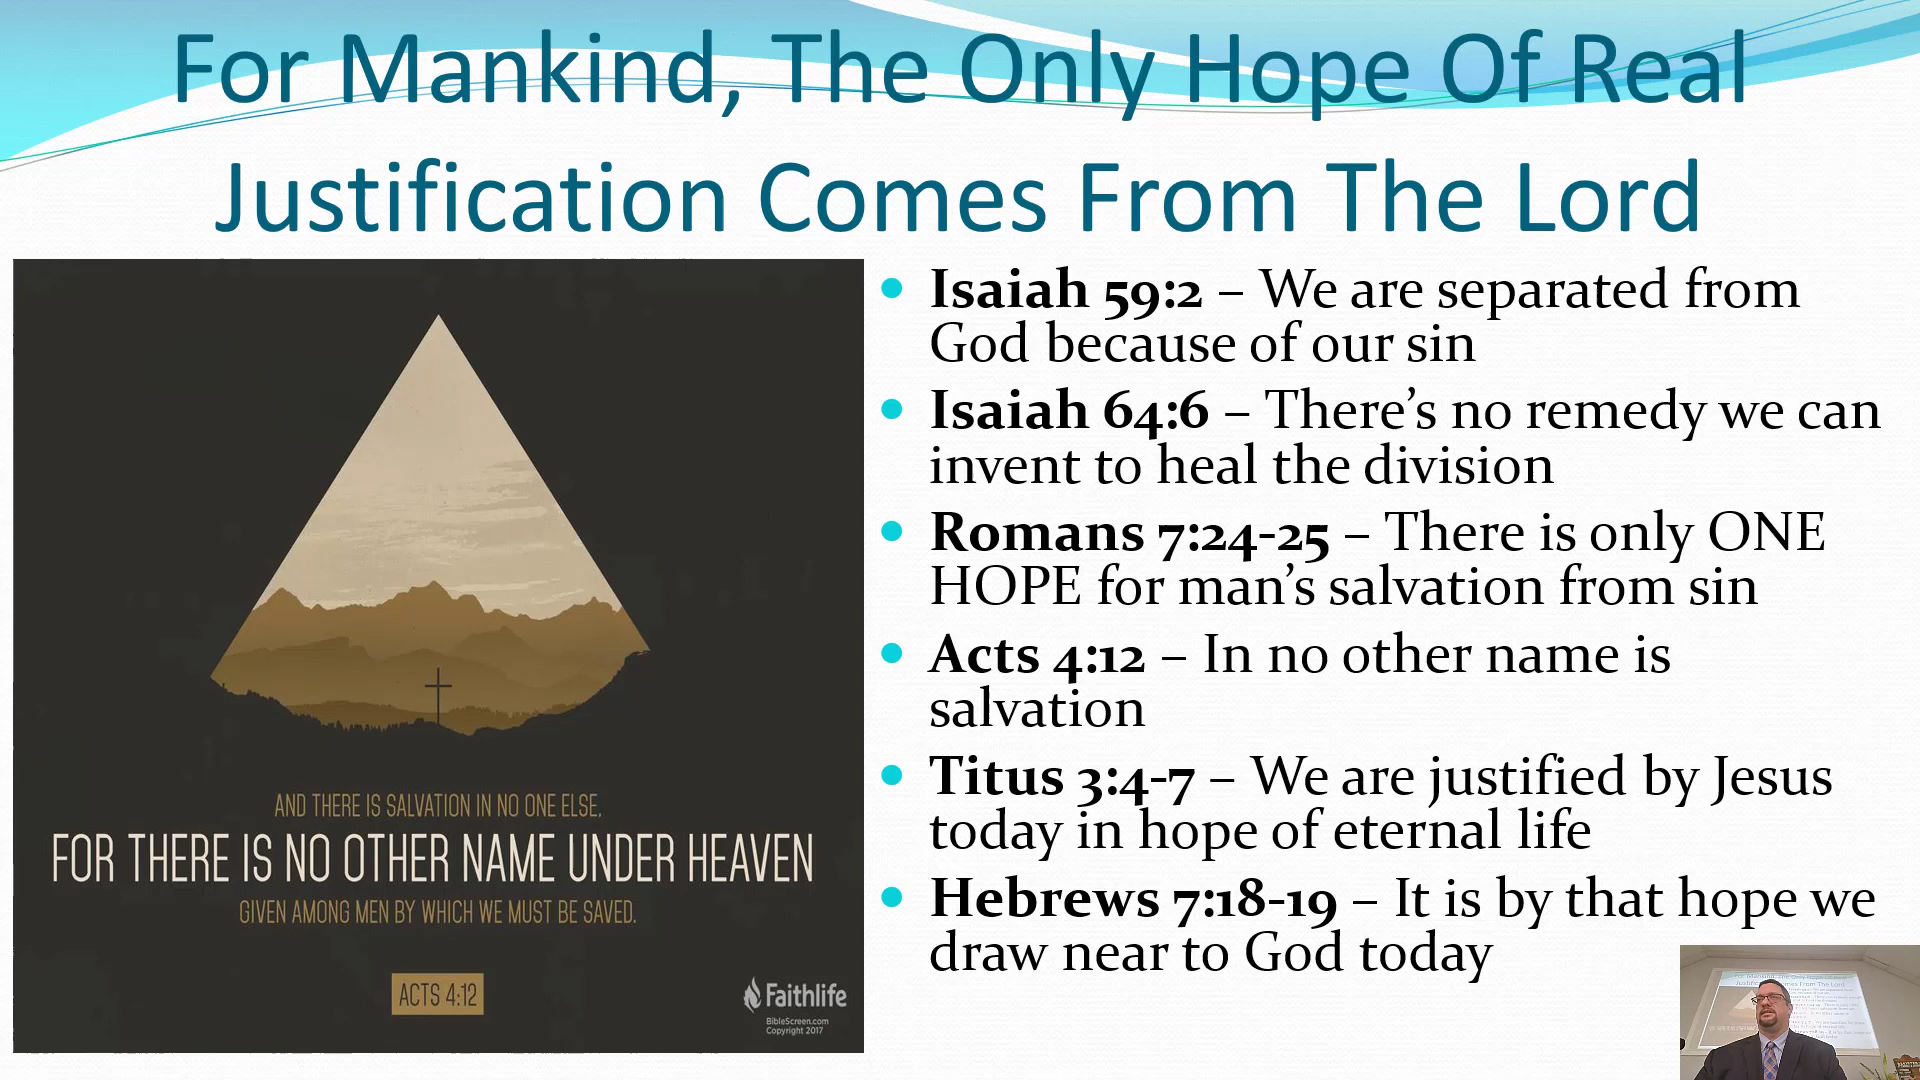 For Mankind, The Only Hope Of Real
Justification Comes From The Lord
AND THERE IS SALVATION IN NO ONE ELSE,
FOR THERE IS NO OTHER NAME UNDER HEAVEN
GIVEN AMONG MEN BY WHICH WE MUST BE SAVED.
ACTS 4:12
Faithlife
BibleScreen.com
Copyright 2017
• Isaiah 59:2 – We are separated from
God because of our sin
• Isaiah 64:6 – There’s no remedy we can
invent to heal the division
• Romans 7:24-25 – There is only ONE
HOPE for man’s salvation from sin
• Acts 4:12 – In no other name is
salvation
• Titus 3:4-7 – We are justified by Jesus
today in hope of eternal life
• Hebrews 7:18-19 – It is by that hope we
draw near to God today